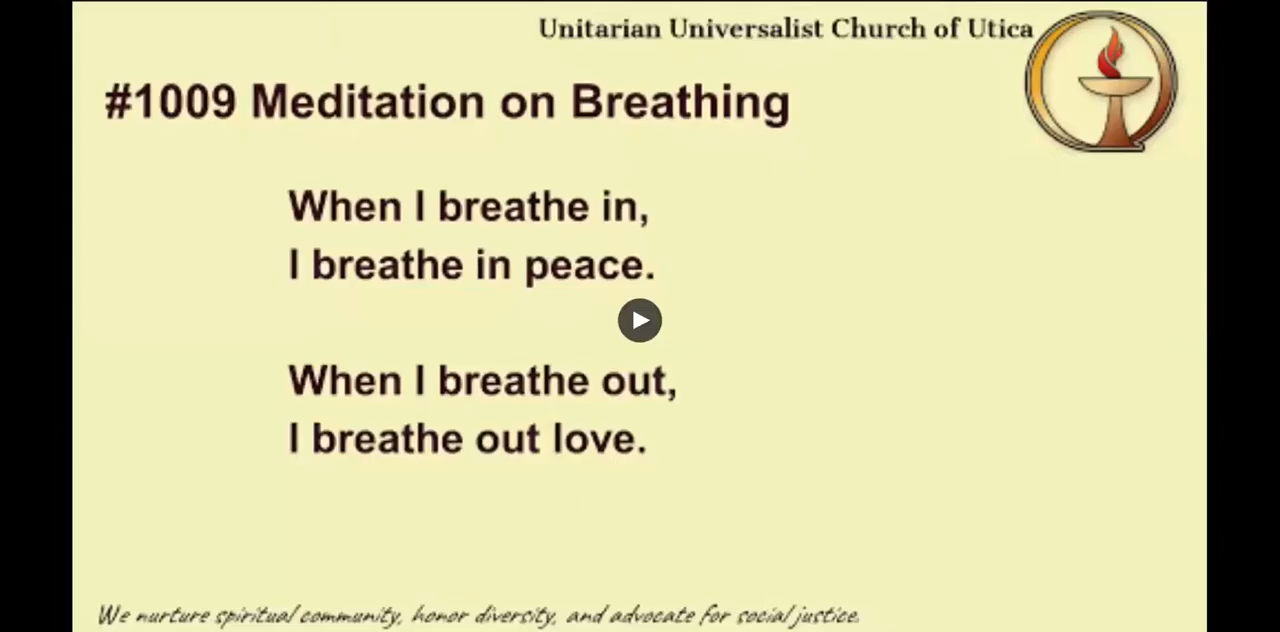 Unitarian Universalist Church of Utica
#1009 Meditation on Breathing
When I breathe in,
I breathe in peace.
When I breathe out,
I breathe out love.
We nurture spiritual community, honor diversity, and advocate for social justice.